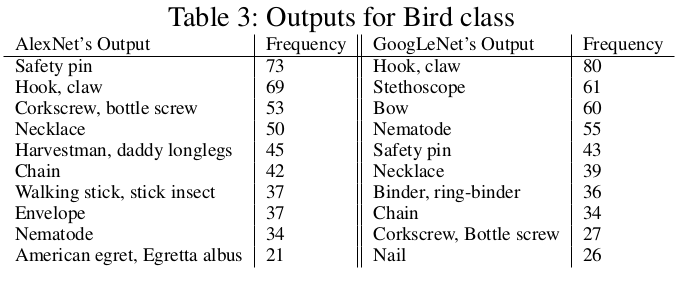 Table 3: Outputs for Bird class
AlexNet's Output Frequency GoogLeNet's Output Frequency
Safety pin 73 Hook, claw 80
Hook, claw 69 Stethoscope 61
Corkscrew, bottle screw 53 Bow 60
Necklace 50 Nematode 55
Harvestman, daddy longlegs 45 Safety pin 43
Chain 42 Necklace 39
Walking stick, stick insect 37 Binder, ring-binder 36
Envelope 37 Chain 34
Nematode 34 Corkscrew, Bottle screw 27
American egret, Egretta albus 21 Nail 26